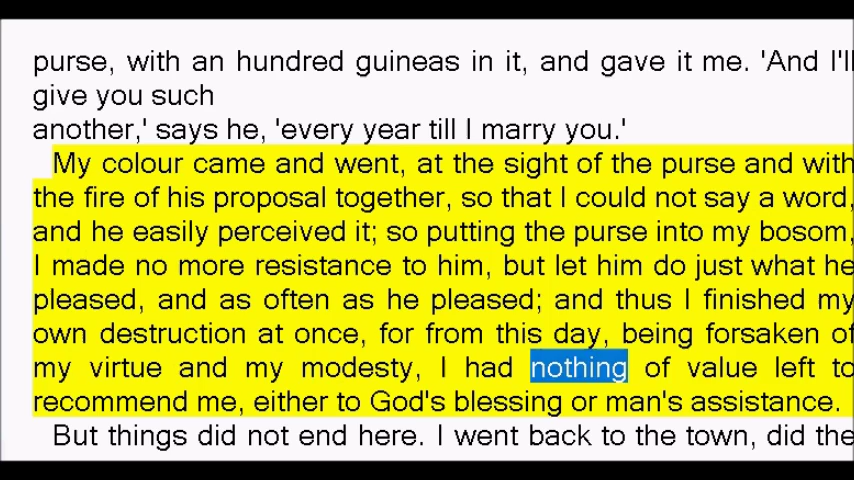 purse, with an hundred guineas in it, and gave it me. 'And I'll
give you such
another,' says he, 'every year till I marry you.'
My colour came and went, at the sight of the purse and with
the fire of his proposal together, so that I could not say a word,
and he easily perceived it; so putting the purse into my bosom,
I made no more resistance to him, but let him do just what he
pleased, and as often as he pleased; and thus I finished my
own destruction at once, for from this day, being forsaken of
my virtue and my modesty, I had nothing of value left to
recommend me, either to God's blessing or man's assistance.
But things did not end here. I went back to the town, did the